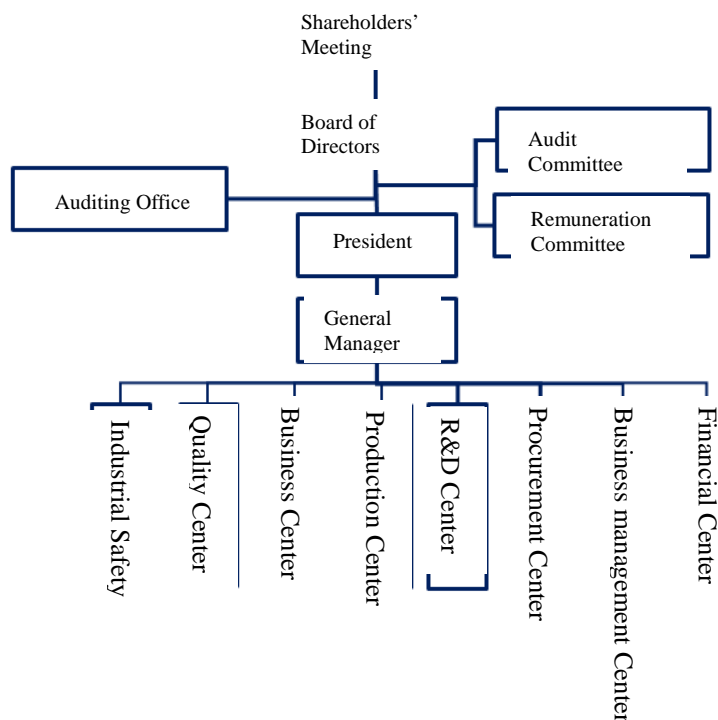 Shareholders’
Meeting
Board of
Directors
Audit
Committee
Auditing Office
Remuneration
Committee
President
General
Manager
Industrial Safety
Quality Center
Business Center
Production Center
R&D Center
Procurement Center
Business management Center
Financial Center